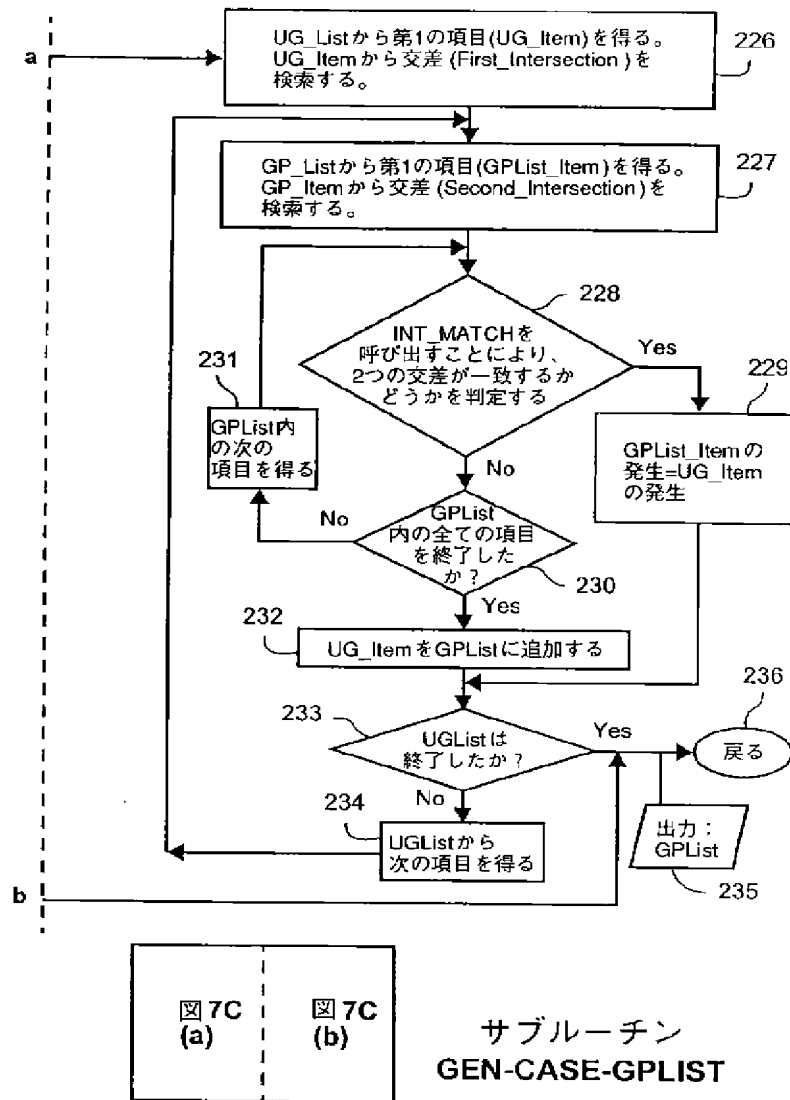 a
UG_Listから第1の項目(UG_Item)を得る。
UG_Itemから交差(First_Intersection)を
検索する。
226
GP_Listから第1の項目(GPList_Item)を得る。
GP_Itemから交差(Second_Intersection)を
検索する。
227
228
INT_MATCHを
呼び出すことにより、
2つの交差が一致するか
どうかを判定する
Yes
229
231
GPList内
の次の
項目を得る
GPList_Itemの
発生=UG_Item
の発生
No
No
GPList
内の全ての項目
を終了した
か？
230
Yes
232
UG_ItemをGPListに追加する
236
233
UGListは
終了したか？
Yes
戻る
No
234
UGListから
次の項目を得る
出力：
GPList
235
b
図7C
(a)
図7C
(b)
サブルーチン
GEN-CASE-GPLIST